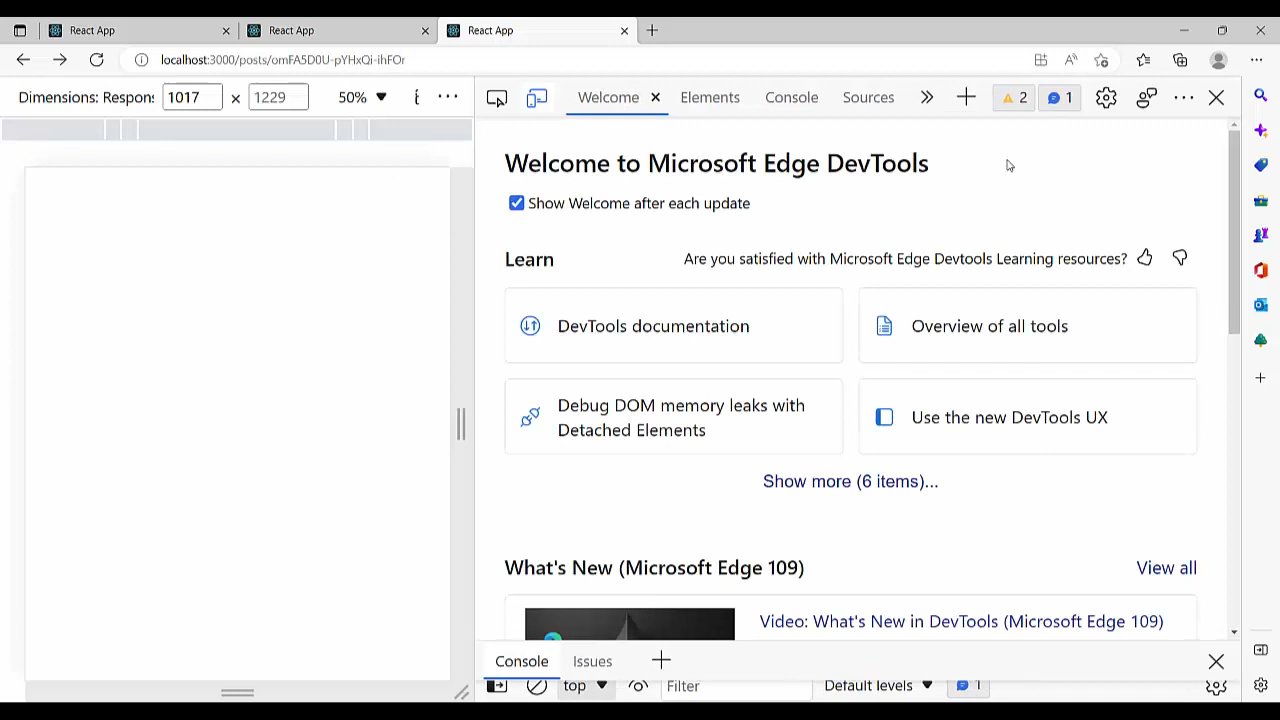 React App
React App
React App
localhost:3000/posts/omFA5D0U-pYHxQi-ihFOr
Dimensions: Respons
1017
x
1229
50%
Welcome
Elements
Console
Sources
2
1
Welcome to Microsoft Edge DevTools
Show Welcome after each update
Learn
Are you satisfied with Microsoft Edge Devtools Learning resources?
DevTools documentation
Overview of all tools
Debug DOM memory leaks with
Detached Elements
Use the new DevTools UX
Show more (6 items)...
What's New (Microsoft Edge 109)
View all
Video: What's New in DevTools (Microsoft Edge 109)
Console
Issues
top
Filter
Default levels
1